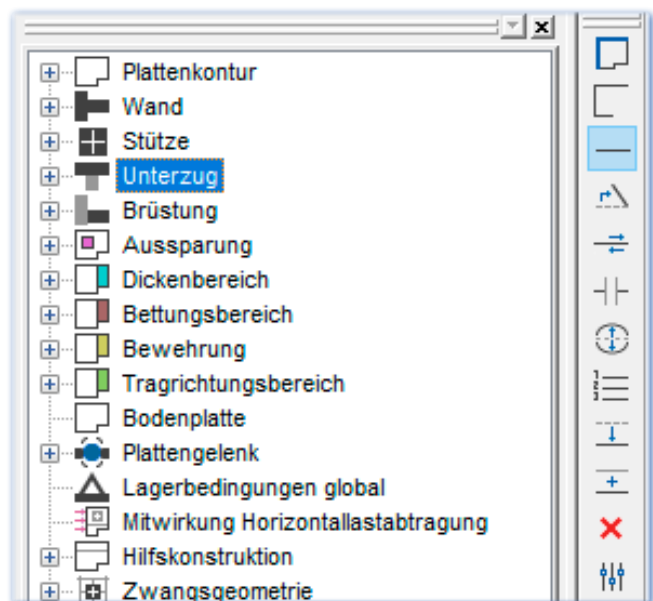 Plattenkontur
Wand
Stütze
Unterzug
Brüstung
Aussparung
Dickenbereich
Bettungsbereich
Bewehrung
Tragrichtungsbereich
Bodenplatte
Plattengelenk
Lagerbedingungen global
Mitwirkung Horizontallastabtragung
Hilfskonstruktion
Zwangsgeometrie